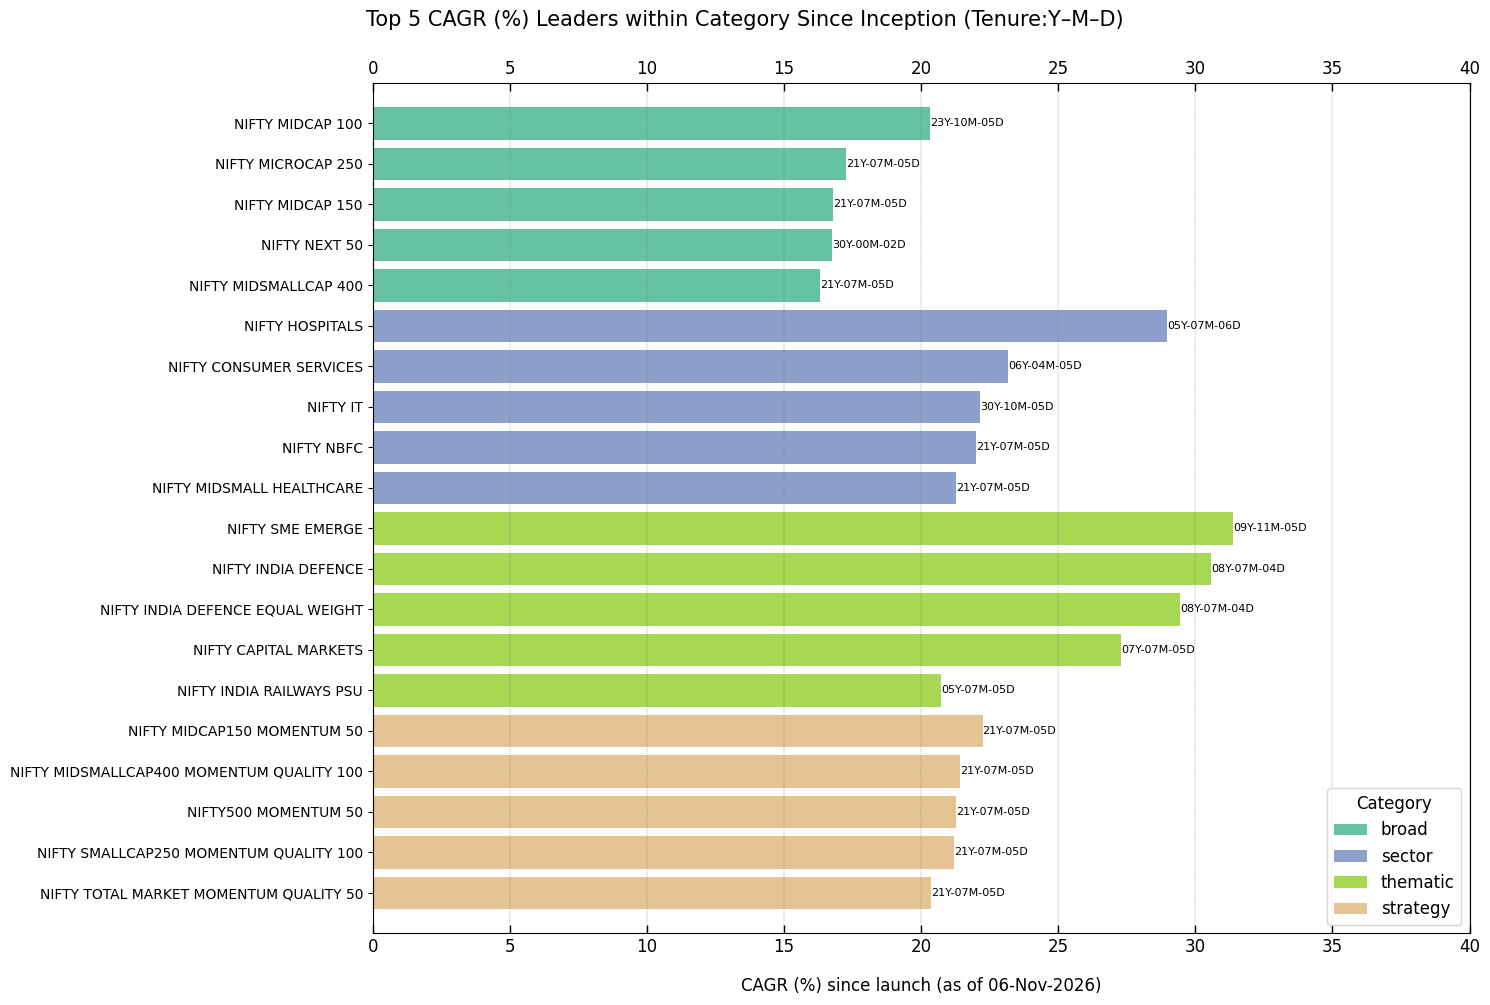 Top 5 CAGR (%) Leaders within Category Since Inception (Tenure:Y–M–D)
0 5 10 15 20 25 30 35 40
NIFTY MIDCAP 100 23Y-10M-05D
NIFTY MICROCAP 250 21Y-07M-05D
NIFTY MIDCAP 150 21Y-07M-05D
NIFTY NEXT 50 30Y-00M-02D
NIFTY MIDSMALLCAP 400 21Y-07M-05D
NIFTY HOSPITALS 05Y-07M-06D
NIFTY CONSUMER SERVICES 06Y-04M-05D
NIFTY IT 30Y-10M-05D
NIFTY NBFC 21Y-07M-05D
NIFTY MIDSMALL HEALTHCARE 21Y-07M-05D
NIFTY SME EMERGE 09Y-11M-05D
NIFTY INDIA DEFENCE 08Y-07M-04D
NIFTY INDIA DEFENCE EQUAL WEIGHT 08Y-07M-04D
NIFTY CAPITAL MARKETS 07Y-07M-05D
NIFTY INDIA RAILWAYS PSU 05Y-07M-05D
NIFTY MIDCAP150 MOMENTUM 50 21Y-07M-05D
NIFTY MIDSMALLCAP400 MOMENTUM QUALITY 100 21Y-07M-05D
NIFTY500 MOMENTUM 50 21Y-07M-05D
NIFTY SMALLCAP250 MOMENTUM QUALITY 100 21Y-07M-05D
NIFTY TOTAL MARKET MOMENTUM QUALITY 50 21Y-07M-05D
Category
broad
sector
thematic
strategy
0 5 10 15 20 25 30 35 40
CAGR (%) since launch (as of 06-Nov-2026)